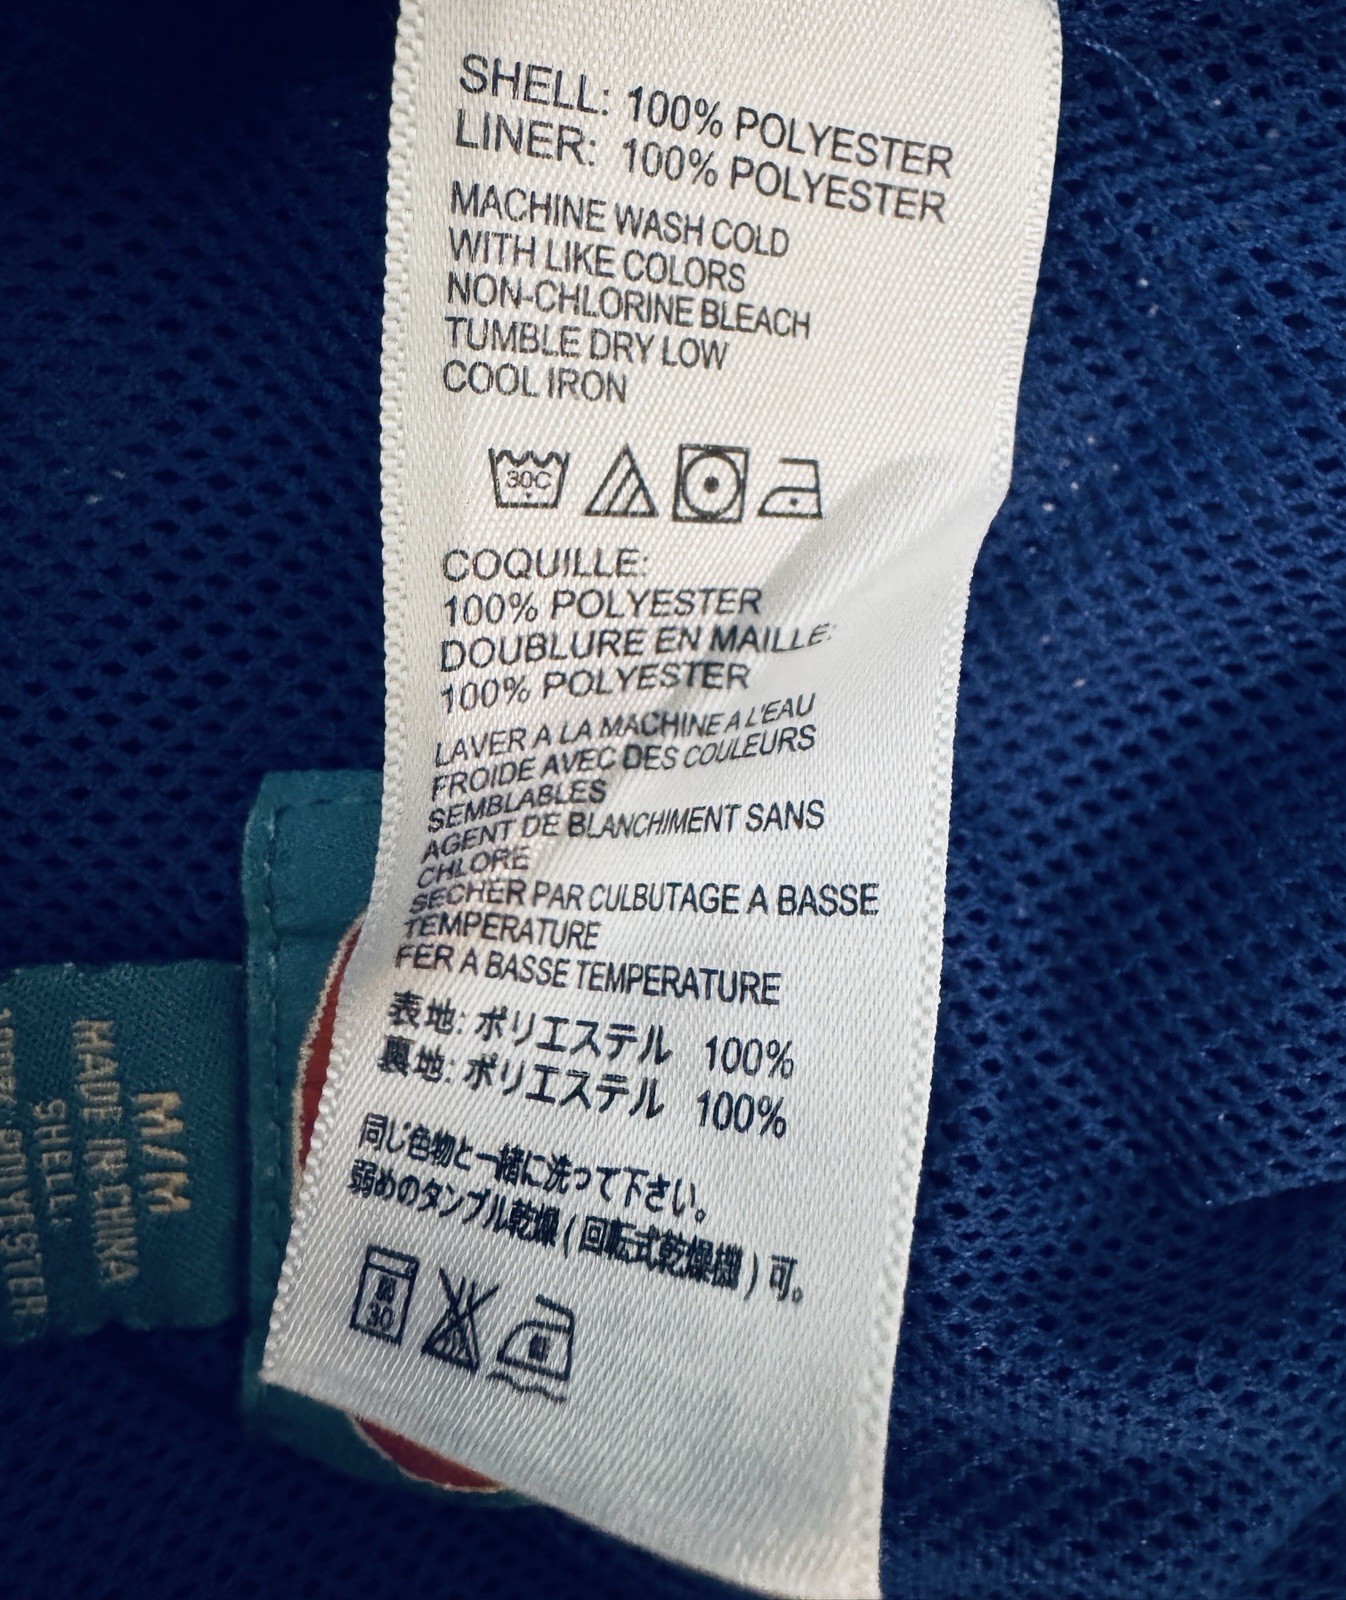 SHELL: 100% POLYESTER
LINER: 100% POLYESTER
MACHINE WASH COLD
WITH LIKE COLORS
NON-CHLORINE BLEACH
TUMBLE DRY LOW
COOL IRON
30C
COQUILLE:
100% POLYESTER
DOUBLURE EN MAILLE:
100% POLYESTER
LAVER A LA MACHINE A L'EAU
FROIDE AVEC DES COULEURS
SEMBLABLES
AGENT DE BLANCHIMENT SANS
CHLORE
SECHER PAR CULBUTAGE A BASSE
TEMPERATURE
FER A BASSE TEMPERATURE
表地: ポリエステル 100%
裏地: ポリエステル 100%
同じ色物と一緒に洗って下さい。
弱めのタンブル乾燥 (回転式乾燥機) 可。
30
M/M
MADE IN CHINA
SHELL:
100% POLYESTER